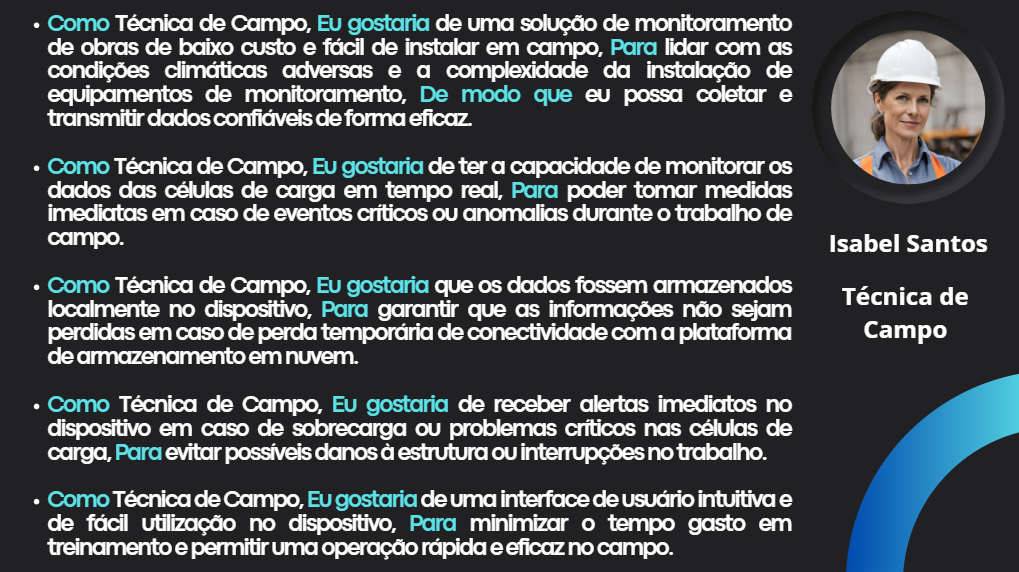 • Como Técnica de Campo, Eu gostaria de uma solução de monitoramento
de obras de baixo custo e fácil de instalar em campo, Para lidar com as
condições climáticas adversas e a complexidade da instalação de
equipamentos de monitoramento, De modo que eu possa coletar e
transmitir dados confiáveis de forma eficaz.
• Como Técnica de Campo, Eu gostaria de ter a capacidade de monitorar os
dados das células de carga em tempo real, Para poder tomar medidas
imediatas em caso de eventos críticos ou anomalias durante o trabalho de
campo.
• Como Técnica de Campo, Eu gostaria que os dados fossem armazenados
localmente no dispositivo, Para garantir que as informações não sejam
perdidas em caso de perda temporária de conectividade com a plataforma
de armazenamento em nuvem.
• Como Técnica de Campo, Eu gostaria de receber alertas imediatos no
dispositivo em caso de sobrecarga ou problemas críticos nas células de
carga, Para evitar possíveis danos à estrutura ou interrupções no trabalho.
• Como Técnica de Campo, Eu gostaria de uma interface de usuário intuitiva e
de fácil utilização no dispositivo, Para minimizar o tempo gasto em
treinamento e permitir uma operação rápida e eficaz no campo.
Isabel Santos
Técnica de
Campo